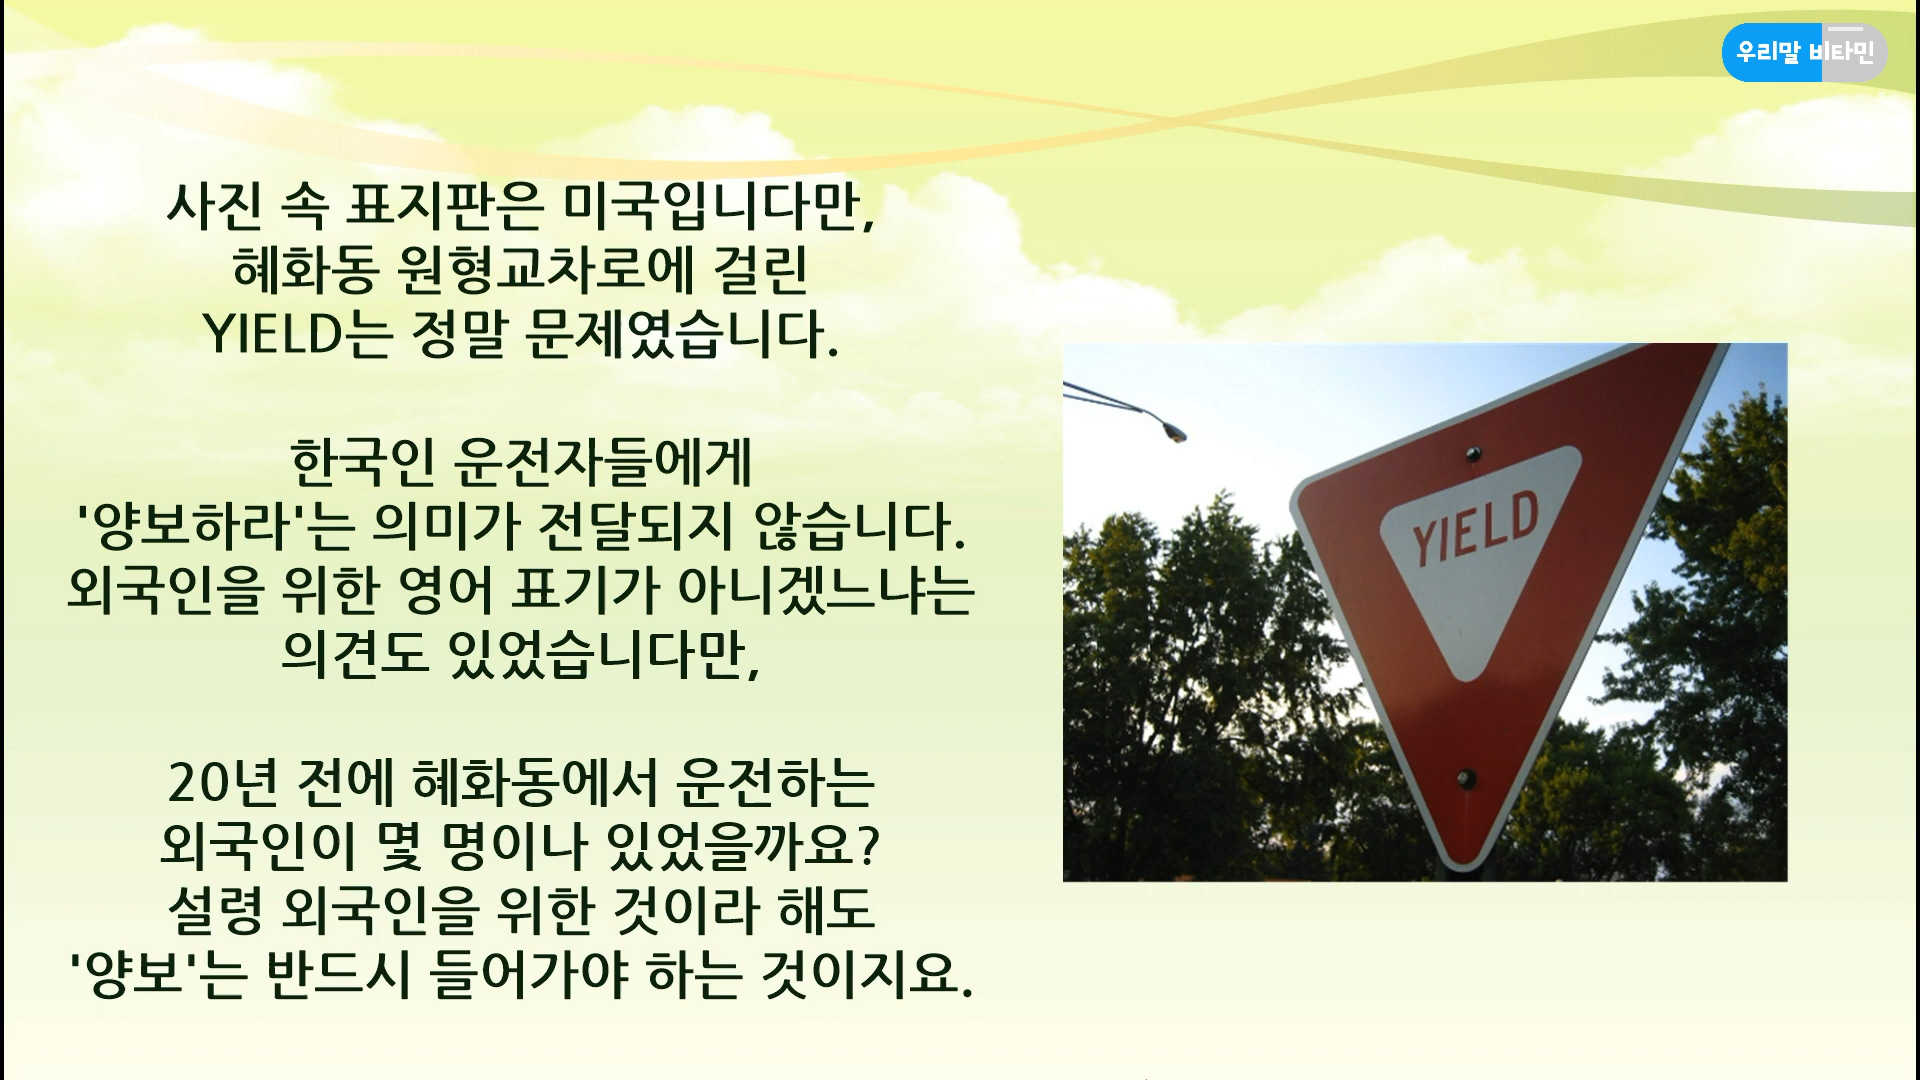 우리말 비타민
사진 속 표지판은 미국입니다만,
혜화동 원형교차로에 걸린
YIELD는 정말 문제였습니다.
한국인 운전자들에게
'양보하라'는 의미가 전달되지 않습니다.
외국인을 위한 영어 표기가 아니겠느냐는
의견도 있었습니다만,
20년 전에 혜화동에서 운전하는
외국인이 몇 명이나 있었을까요?
설령 외국인을 위한 것이라 해도
'양보'는 반드시 들어가야 하는 것이지요.
YIELD